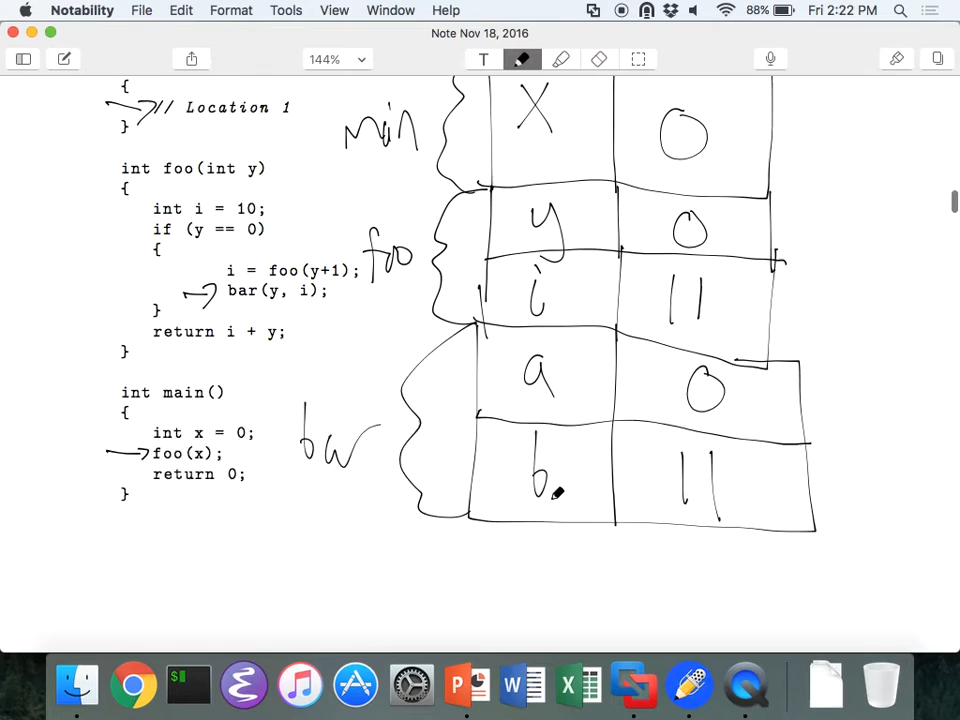 Notability File Edit Format Tools View Window Help 88% Fri 2:22 PM
Note Nov 18, 2016
144% T
{
// Location 1
}
int foo(int y)
{
int i = 10;
if (y == 0)
{
i = foo(y+1);
bar(y, i);
}
return i + y;
}
int main()
{
int x = 0;
foo(x);
return 0;
}
main X 0
foo y 0
i 11
bar a 0
b 11
$
P W X